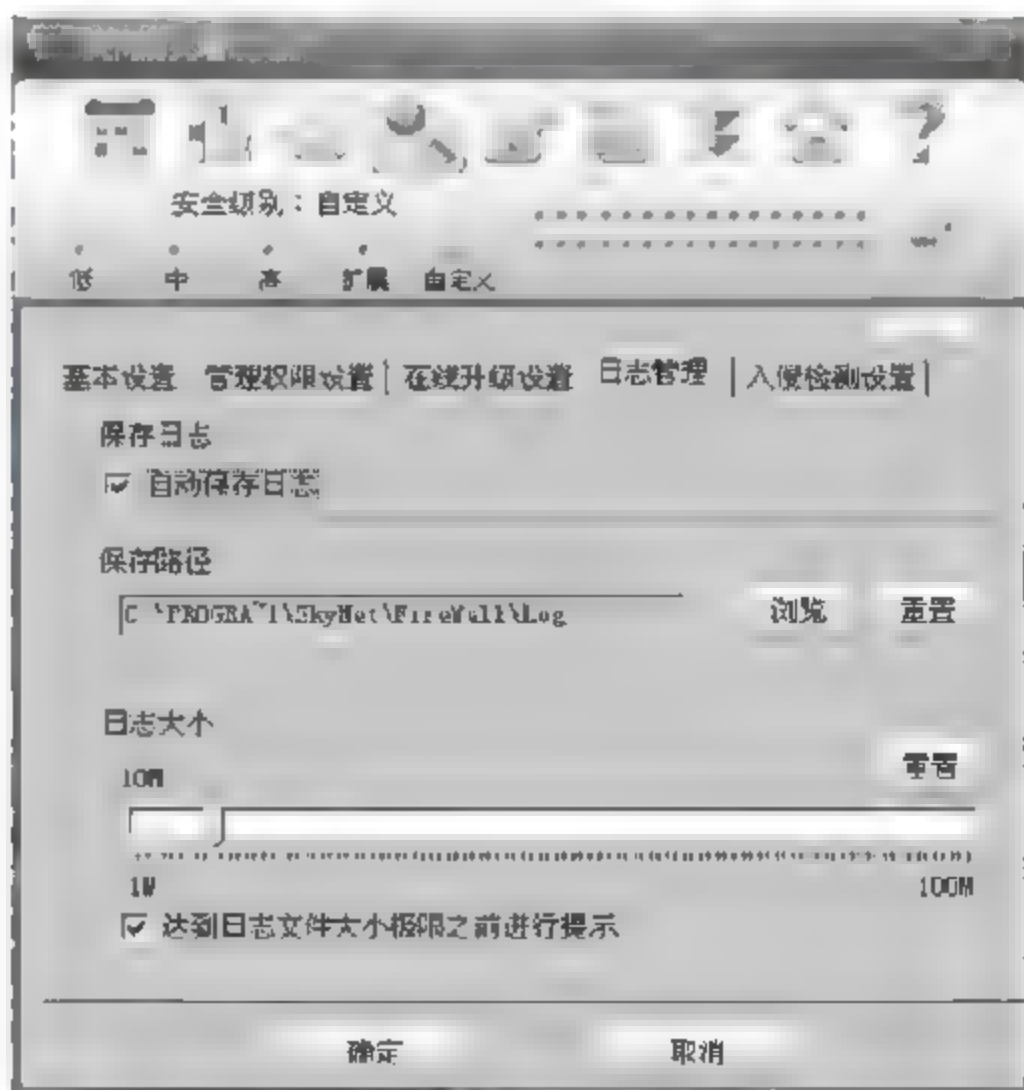 安全级别：自定义
低 中 高 扩展 自定义
基本设置 管理权限设置 在线升级设置 日志管理 入侵检测设置
保存日志
自动保存日志
保存路径
C:\PROGRA~1\SkyNet\FireWall\Log 浏览 重置
日志大小
10M 重置
1M 100M
达到日志文件大小极限之前进行提示
确定 取消